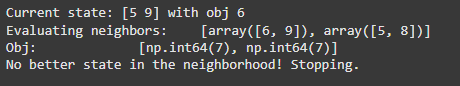 Current state: [5 9] with obj 6
Evaluating neighbors:    [array([6, 9]), array([5, 8])]
Obj:            [np.int64(7), np.int64(7)]
No better state in the neighborhood! Stopping.